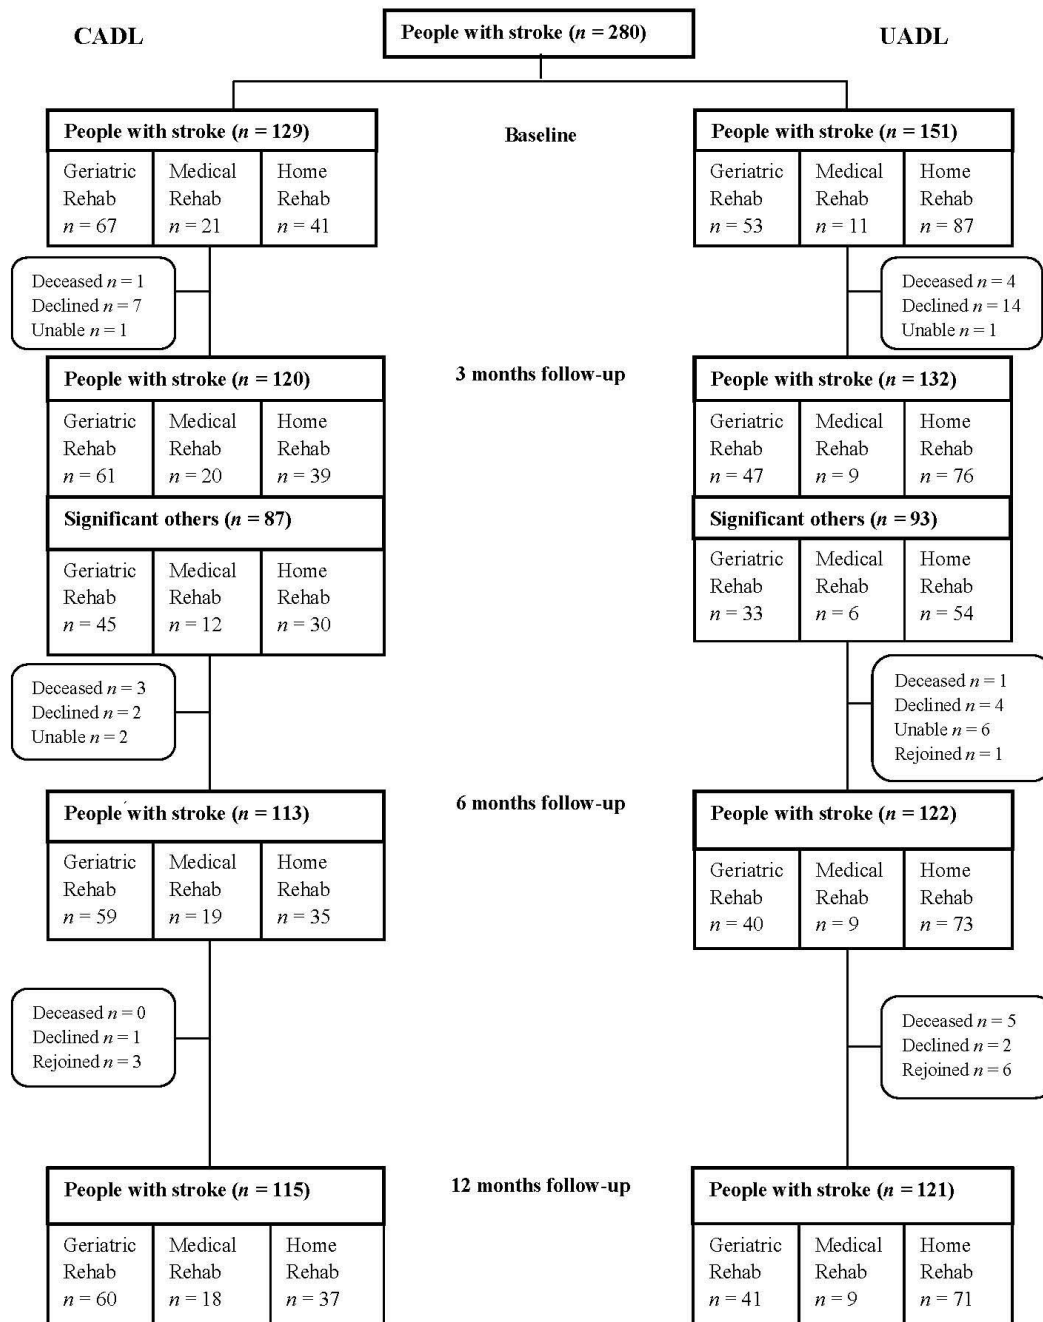 CADL
People with stroke (n = 280)
UADL
People with stroke (n = 129)
Geriatric Rehab n = 67
Medical Rehab n = 21
Home Rehab n = 41
Baseline
People with stroke (n = 151)
Geriatric Rehab n = 53
Medical Rehab n = 11
Home Rehab n = 87
Deceased n = 1
Declined n = 7
Unable n = 1
Deceased n = 4
Declined n = 14
Unable n = 1
People with stroke (n = 120)
Geriatric Rehab n = 61
Medical Rehab n = 20
Home Rehab n = 39
Significant others (n = 87)
Geriatric Rehab n = 45
Medical Rehab n = 12
Home Rehab n = 30
3 months follow-up
People with stroke (n = 132)
Geriatric Rehab n = 47
Medical Rehab n = 9
Home Rehab n = 76
Significant others (n = 93)
Geriatric Rehab n = 33
Medical Rehab n = 6
Home Rehab n = 54
Deceased n = 3
Declined n = 2
Unable n = 2
Deceased n = 1
Declined n = 4
Unable n = 6
Rejoined n = 1
People with stroke (n = 113)
Geriatric Rehab n = 59
Medical Rehab n = 19
Home Rehab n = 35
6 months follow-up
People with stroke (n = 122)
Geriatric Rehab n = 40
Medical Rehab n = 9
Home Rehab n = 73
Deceased n = 0
Declined n = 1
Rejoined n = 3
Deceased n = 5
Declined n = 2
Rejoined n = 6
People with stroke (n = 115)
Geriatric Rehab n = 60
Medical Rehab n = 18
Home Rehab n = 37
12 months follow-up
People with stroke (n = 121)
Geriatric Rehab n = 41
Medical Rehab n = 9
Home Rehab n = 71